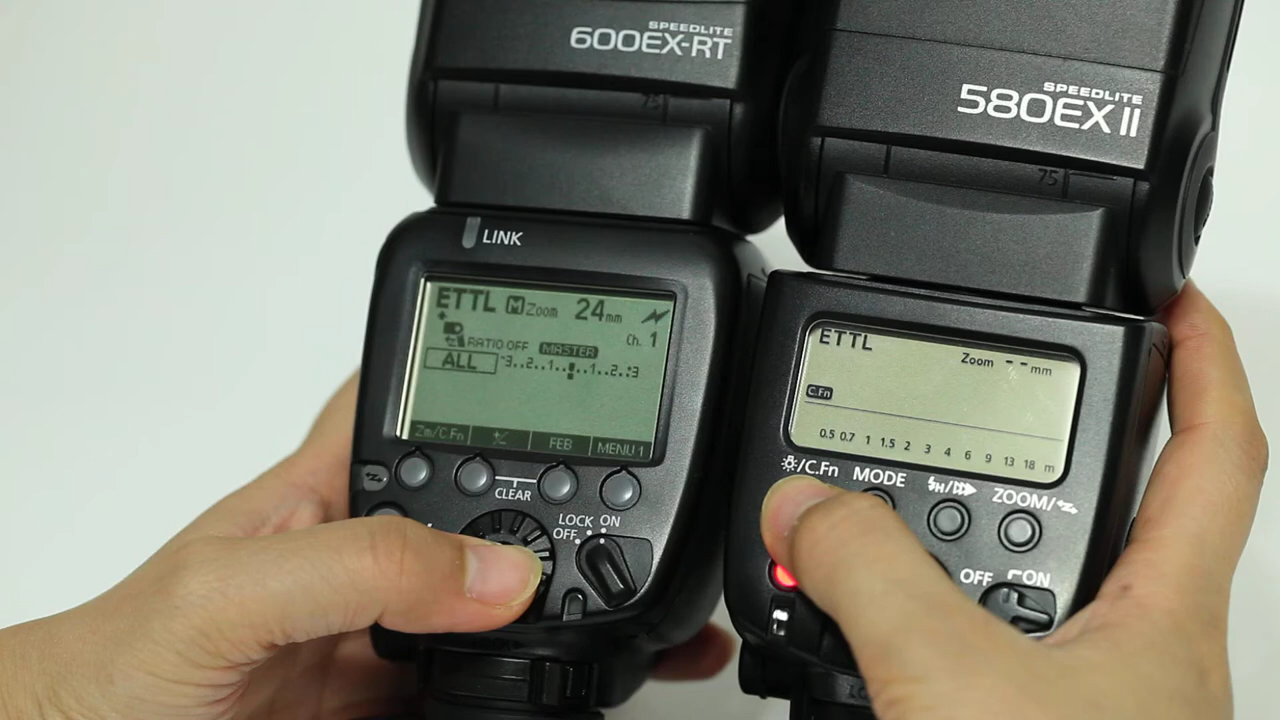 SPEEDLITE
600EX-RT
75
LINK
ETTL M Zoom 24mm
Ch. 1
RATIO OFF MASTER
ALL -3..2..1..▮..1..2..:3
Zm/C.Fn +/- FEB MENU 1
CLEAR
LOCK ON
OFF
SPEEDLITE
580EX II
75
ETTL
Zoom --mm
C.Fn
0.5 0.7 1 1.5 2 3 4 6 9 13 18 m
/C.Fn MODE H/ ZOOM/
OFF ON